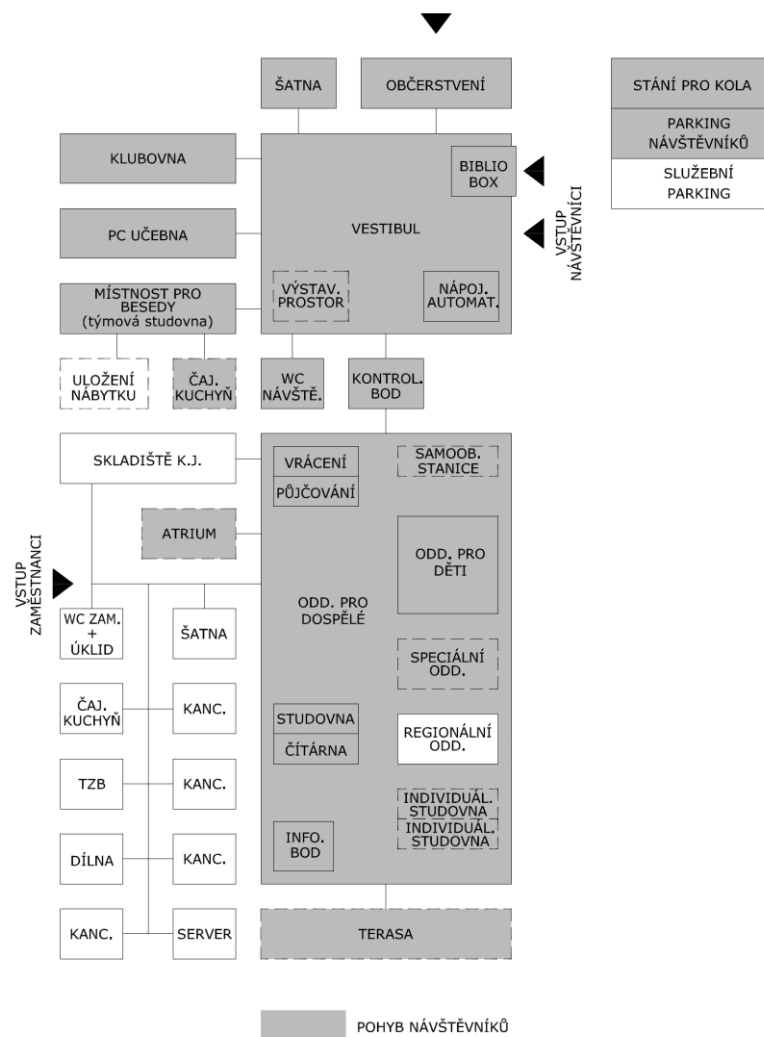 ŠATNA
OBČERSTVENÍ
STÁNÍ PRO KOLA
PARKING
NÁVŠTĚVNÍKŮ
SLUŽEBNÍ
PARKING
KLUBOVNA
BIBLIO
BOX
PC UČEBNA
VESTIBUL
VSTUP
NÁVŠTĚVNÍCI
MÍSTNOST PRO
BESEDY
(týmová studovna)
VÝSTAV.
PROSTOR
NÁPOJ.
AUTOMAT.
ULOŽENÍ
NÁBYTKU
ČAJ.
KUCHYŇ
WC
NÁVŠTĚ.
KONTROL.
BOD
SKLADIŠTĚ K.J.
VRÁCENÍ
PŮJČOVÁNÍ
SAMOOB.
STANICE
ATRIUM
ODD. PRO
DĚTI
VSTUP
ZAMĚSTNANCI
ODD. PRO
DOSPĚLÉ
WC ZAM.
+
ÚKLID
ŠATNA
SPECIÁLNÍ
ODD.
ČAJ.
KUCHYŇ
KANC.
STUDOVNA
ČÍTÁRNA
REGIONÁLNÍ
ODD.
TZB
KANC.
INDIVIDUÁL.
STUDOVNA
INDIVIDUÁL.
STUDOVNA
INFO.
BOD
DÍLNA
KANC.
KANC.
SERVER
TERASA
POHYB NÁVŠTĚVNÍKŮ